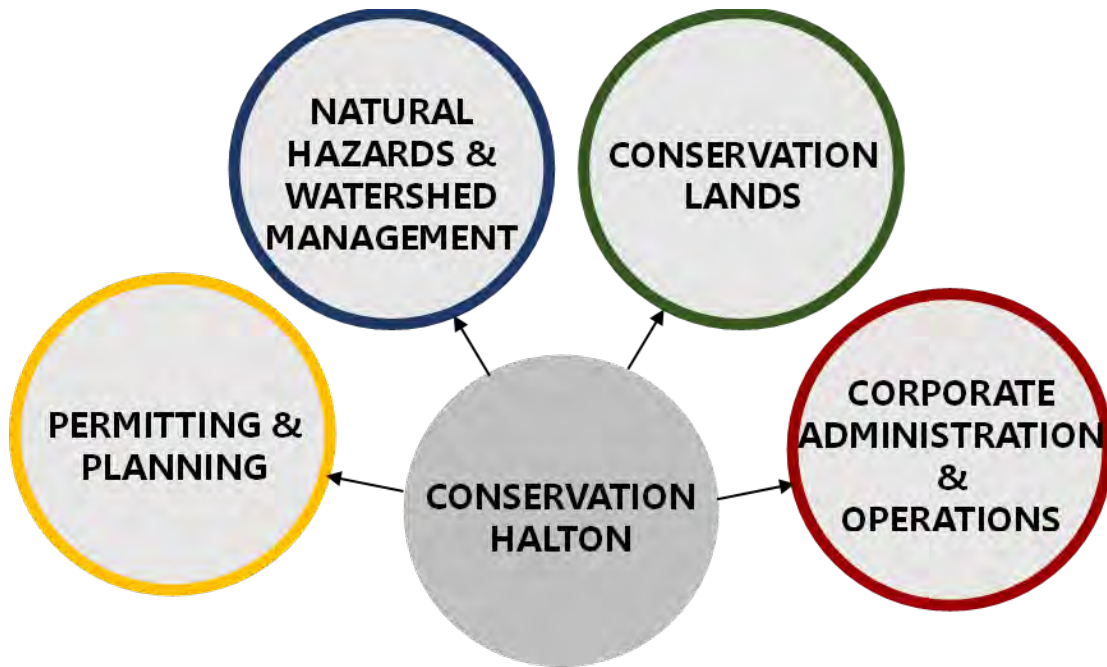 NATURAL
HAZARDS &
WATERSHED
MANAGEMENT
CONSERVATION
LANDS
PERMITTING &
PLANNING
CONSERVATION
HALTON
CORPORATE
ADMINISTRATION
&
OPERATIONS